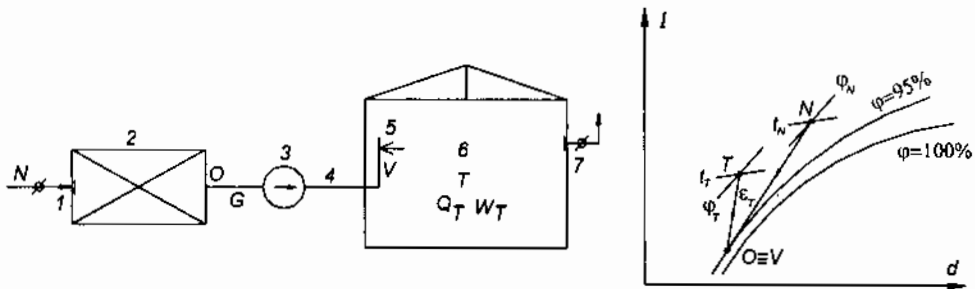 N
1
2
O
G
3
4
5
V
6
T
Q_T W_T
7
I
d
φ_N
N
t_N
φ=95%
φ=100%
t_T
T
φ_T
ε_T
O≡V